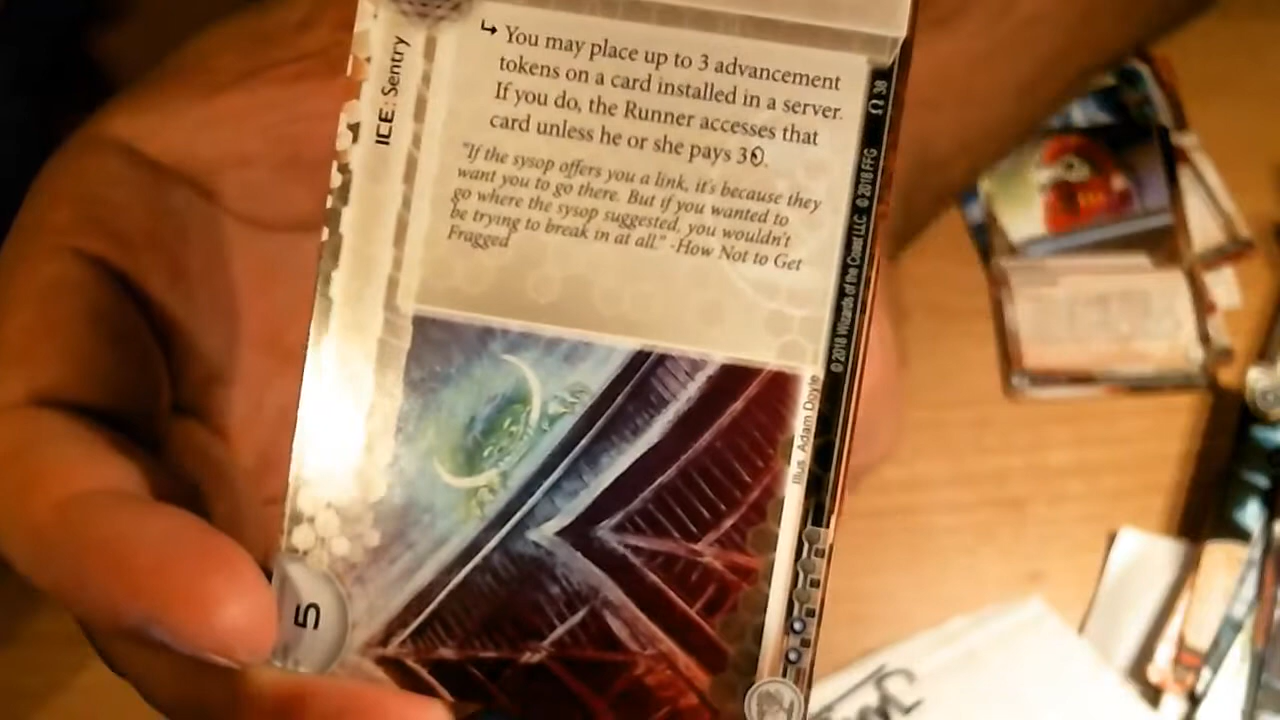 ICE: Sentry
↳ You may place up to 3 advancement
tokens on a card installed in a server.
If you do, the Runner accesses that
card unless he or she pays 3.
"If the sysop offers you a link, it's because they
want you to go there. But if you wanted to
go where the sysop suggested, you wouldn't
be trying to break in at all." -How Not to Get
Fragged
© 2018 Wizards of the Coast LLC. © 2018 FFG
38
Illus. Adam Doyle
5